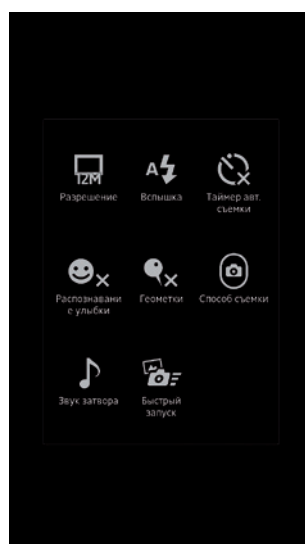 12M
A
Разрешение Вспышка Таймер авт.
съемки
Распознавани Геометки Способ съемки
е улыбки
Звук затвора Быстрый
запуск